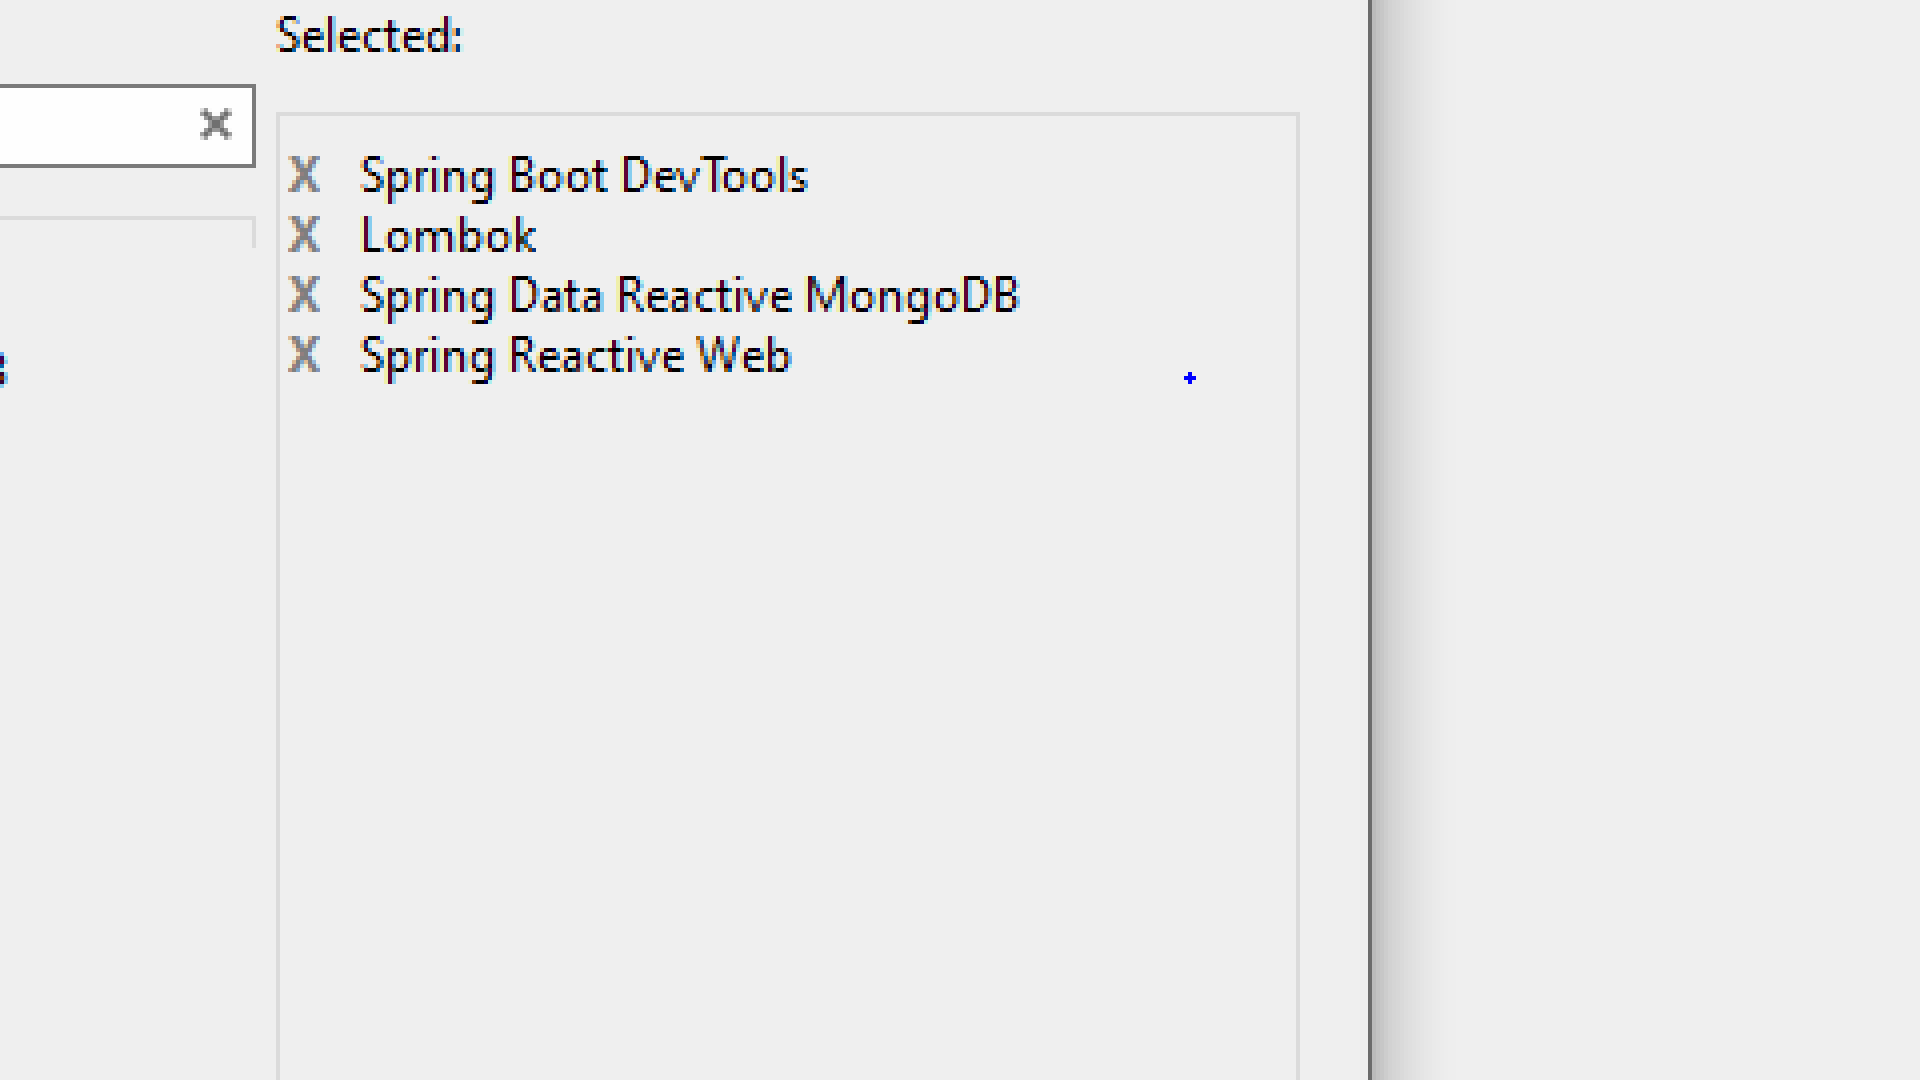 Selected:
X Spring Boot DevTools
X Lombok
X Spring Data Reactive MongoDB
X Spring Reactive Web